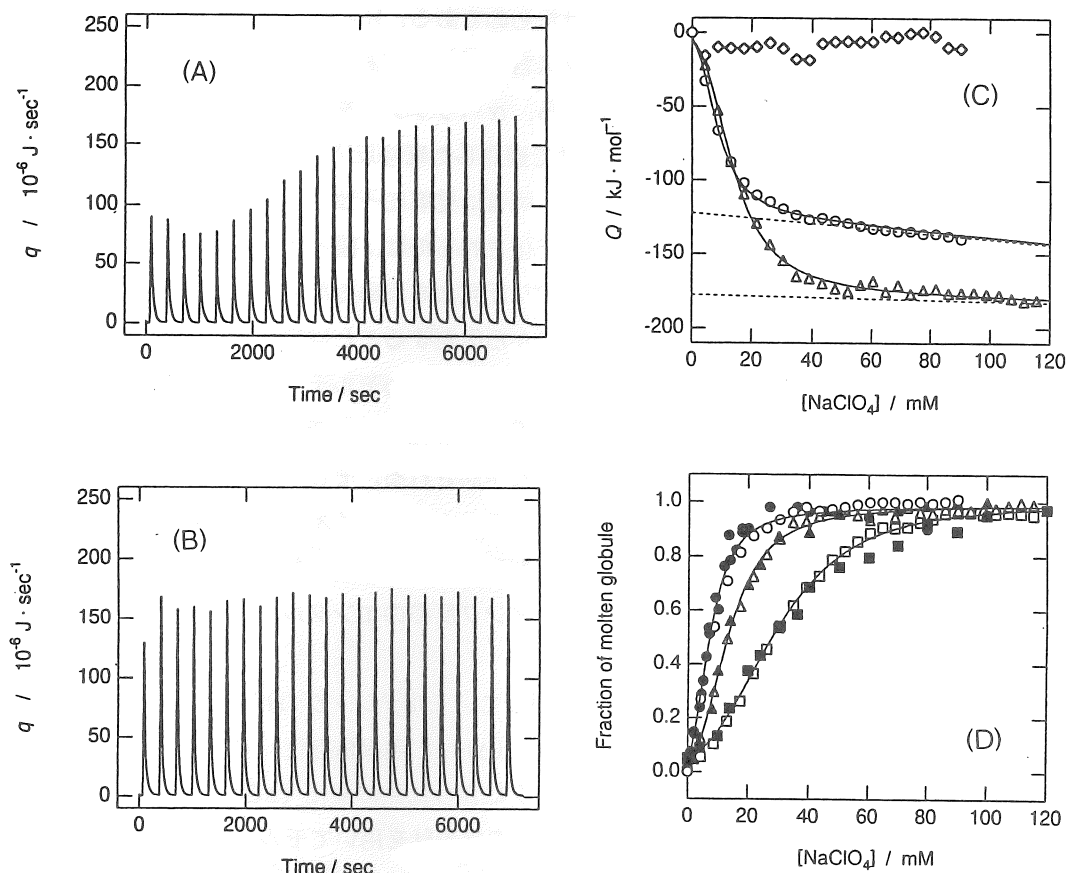 250
200
150
100
50
0
(A)
q / 10⁻⁶ J · sec⁻¹
0 2000 4000 6000
Time / sec
-0
-50
-100
-150
-200
(C)
Q / kJ · mol⁻¹
0 20 40 60 80 100 120
[NaClO₄] / mM
250
200
150
100
50
0
(B)
q / 10⁻⁶ J · sec⁻¹
0 2000 4000 6000
Time / sec
1.0
0.8
0.6
0.4
0.2
0.0
(D)
Fraction of molten globule
0 20 40 60 80 100 120
[NaClO₄] / mM